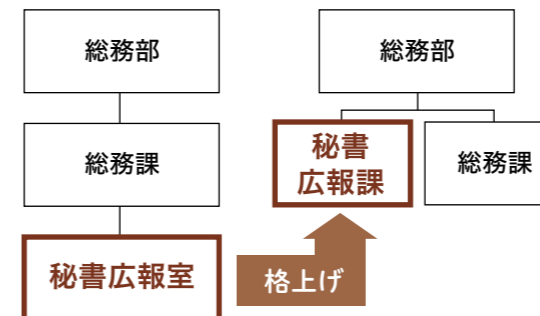 総務部
総務課
秘書広報室
総務部
秘書
広報課
総務課
格上げ